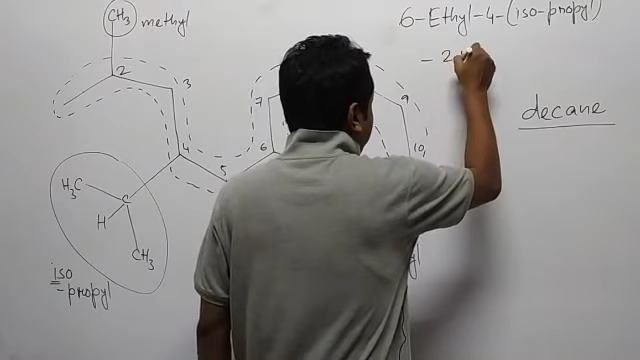 CH3 methyl
6-Ethyl-4-(iso-propyl)
- 2
decane
2
3
7
9
4
6
10
5
H3C
C
H
CH3
iso
-propyl
yl